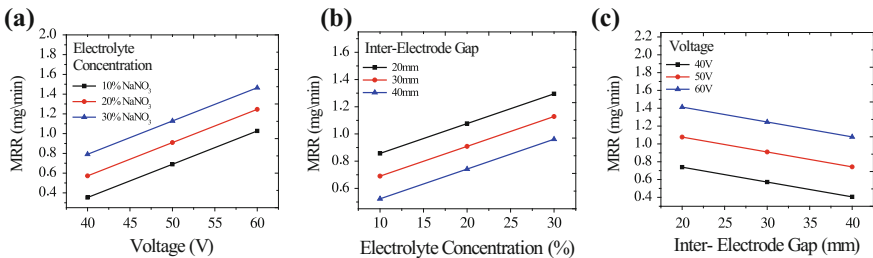 (a)
2.0
1.8
1.6
1.4
1.2
1.0
0.8
0.6
0.4
MRR (mg\min)
Electrolyte
Concentration
10% NaNO3
20% NaNO3
30% NaNO3
40 45 50 55 60
Voltage (V)
(b)
1.6
1.4
1.2
1.0
0.8
0.6
MRR (mg\min)
Inter-Electrode Gap
20mm
30mm
40mm
10 15 20 25 30
Electrolyte Concentration (%)
(c)
2.2
2.0
1.8
1.6
1.4
1.2
1.0
0.8
0.6
0.4
MRR (mg\min)
Voltage
40V
50V
60V
20 25 30 35 40
Inter- Electrode Gap (mm)